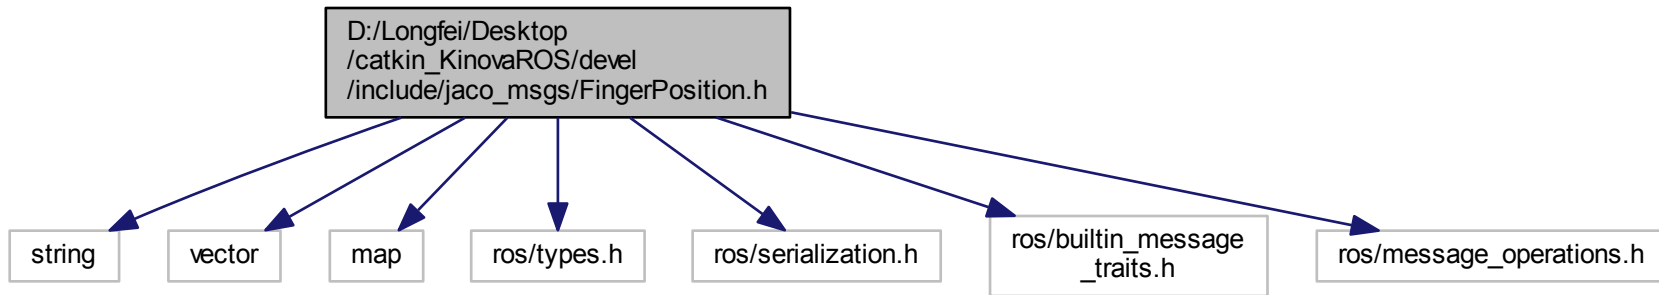 D:/Longfei/Desktop
/catkin_KinovaROS/devel
/include/jaco_msgs/FingerPosition.h
string
vector
map
ros/types.h
ros/serialization.h
ros/builtin_message
_traits.h
ros/message_operations.h